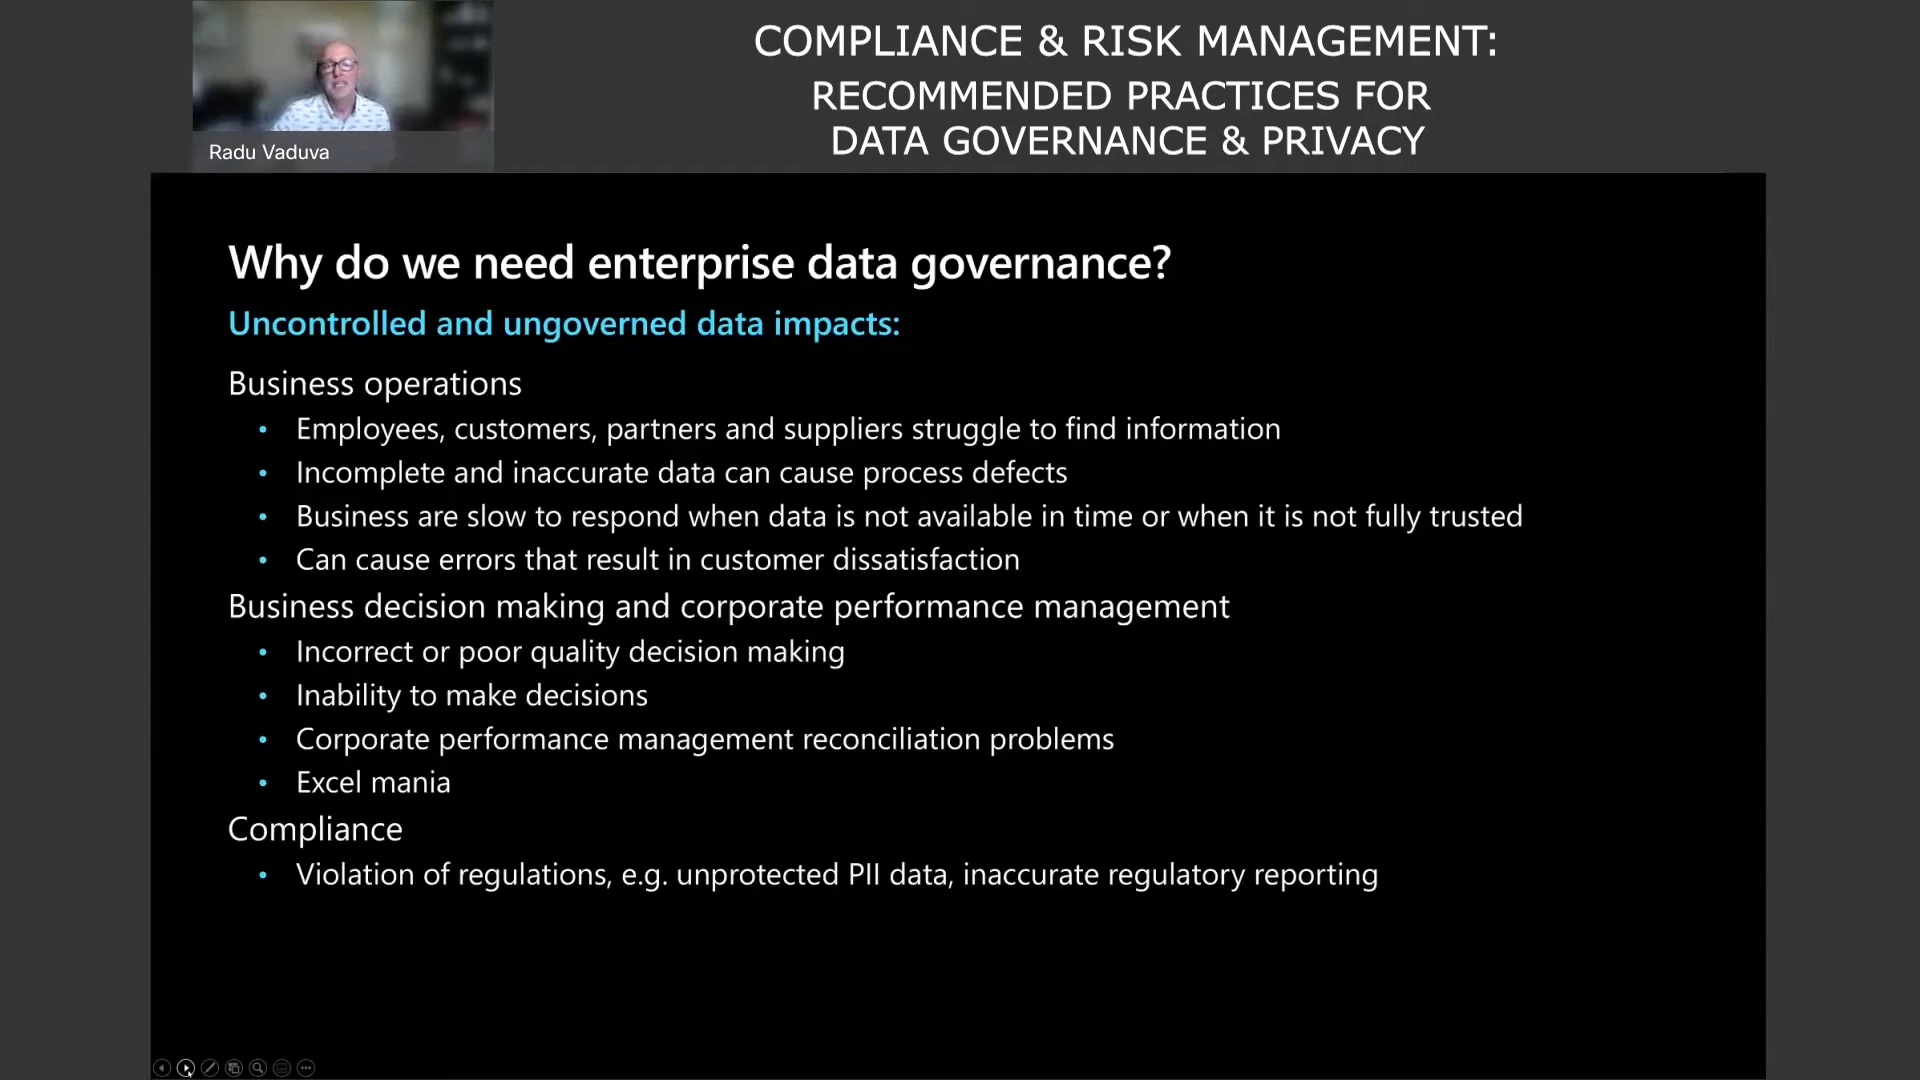 COMPLIANCE & RISK MANAGEMENT:
RECOMMENDED PRACTICES FOR
DATA GOVERNANCE & PRIVACY
Radu Vaduva
Why do we need enterprise data governance?
Uncontrolled and ungoverned data impacts:
Business operations
• Employees, customers, partners and suppliers struggle to find information
• Incomplete and inaccurate data can cause process defects
• Business are slow to respond when data is not available in time or when it is not fully trusted
• Can cause errors that result in customer dissatisfaction
Business decision making and corporate performance management
• Incorrect or poor quality decision making
• Inability to make decisions
• Corporate performance management reconciliation problems
• Excel mania
Compliance
• Violation of regulations, e.g. unprotected PII data, inaccurate regulatory reporting